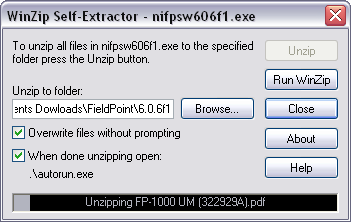 WinZip Self-Extractor - nifpsw606f1.exe
To unzip all files in nifpsw606f1.exe to the specified
folder press the Unzip button.
Unzip
Run WinZip
Unzip to folder:
ents Dowloads\FieldPoint\6.0.6f1
Browse...
Close
Overwrite files without prompting
About
When done unzipping open:
.\autorun.exe
Help
Unzipping FP-1000 UM (322929A).pdf